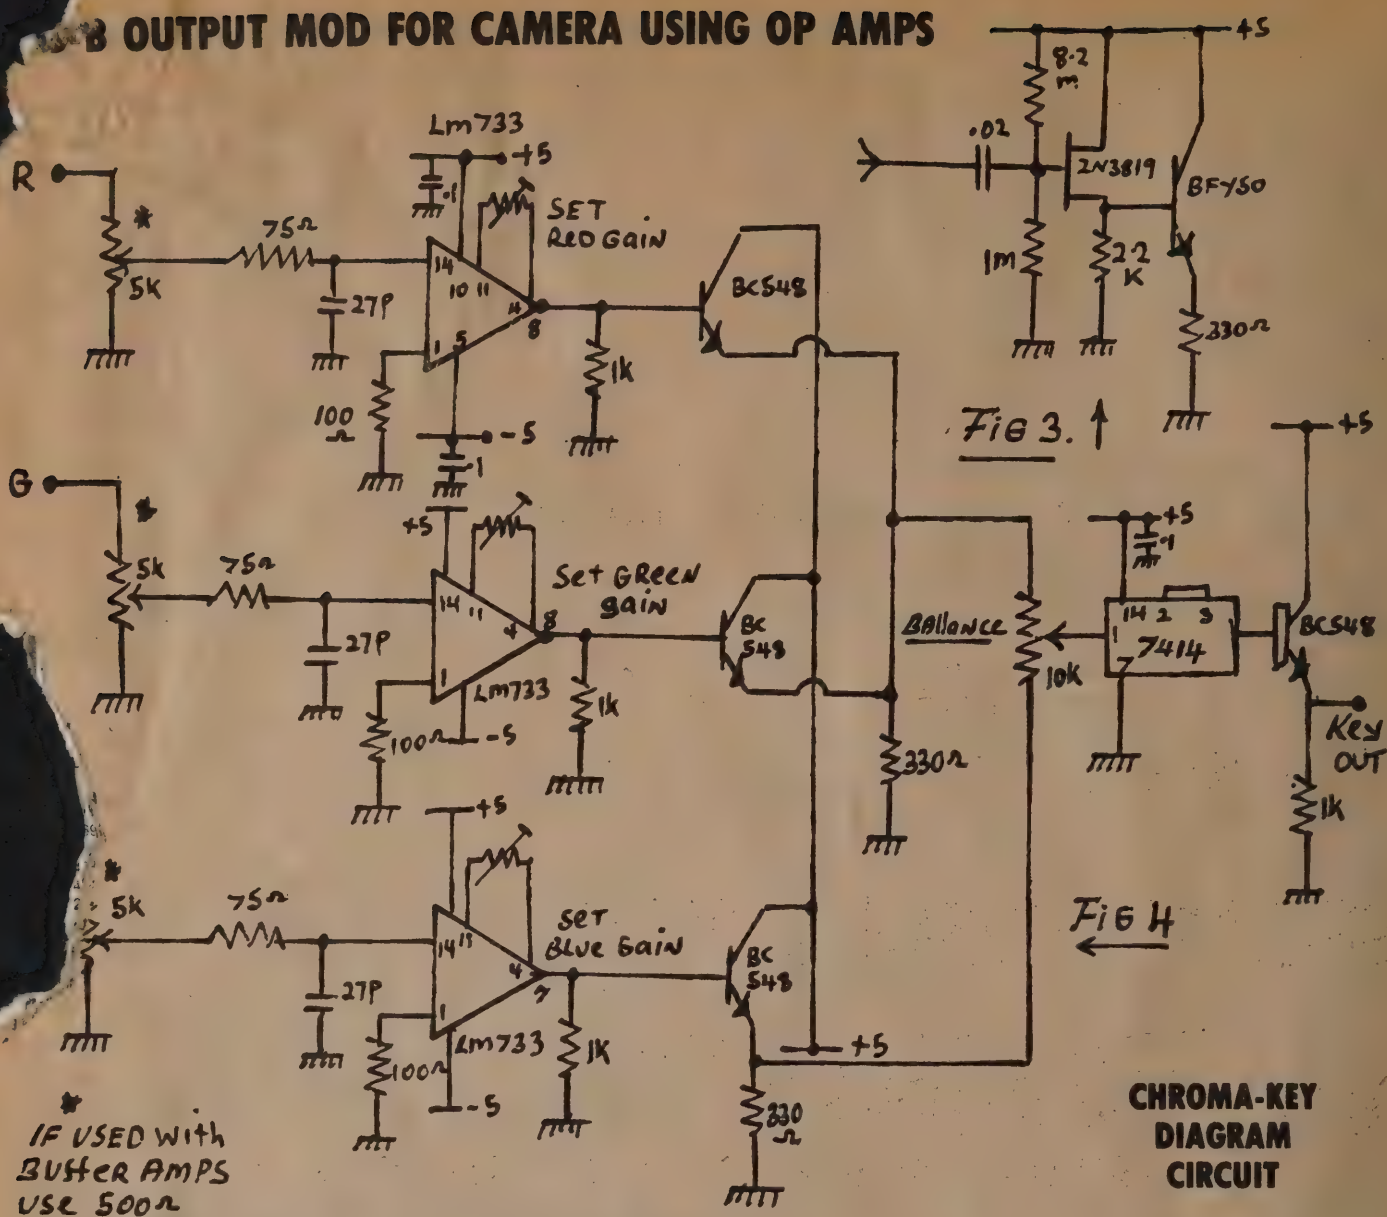 B OUTPUT MOD FOR CAMERA USING OP AMPS
+5
8.2
m
.02
2N3819
BFY50
1m
2.2
K
330Ω
FiG 3.
Lm733
+5
.1
R
*
5K
75Ω
27P
SET
ReD GAIN
14
10
11
4
8
1
5
100
Ω
-5
.1
1k
BC548
G
*
5K
75Ω
27P
+5
Set GReen
gain
14
11
4
8
1
Lm733
100Ω
-5
1k
BC
548
330Ω
BAllance
10K
+5
.1
14
2
3
1
7414
7
+5
BC548
Key
OUT
1k
*
5K
75Ω
27P
+5
Set
Blue Gain
14
11
4
7
1
Lm733
100Ω
-5
1K
BC
548
+5
330
Ω
FiG 4
*
IF USED With
BUffer AMPS
use 500Ω
CHROMA-KEY
DIAGRAM
CIRCUIT